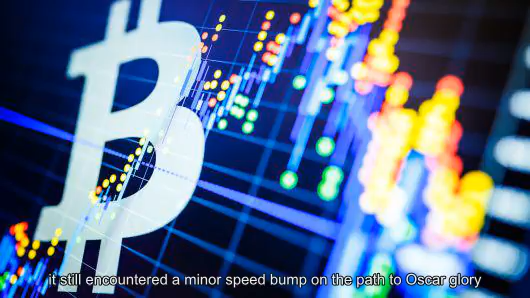 it still encountered a minor speed bump on the path to Oscar glory